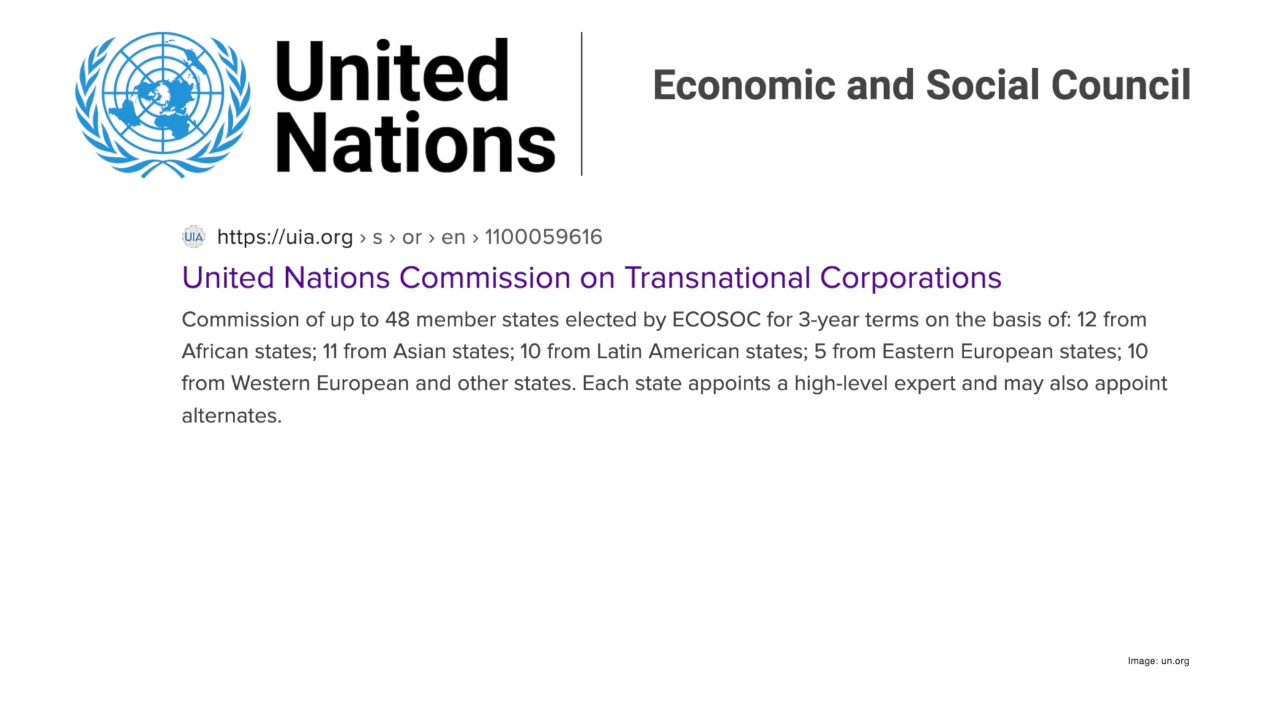 United
Nations
Economic and Social Council
UIA https://uia.org › s › or › en › 1100059616
United Nations Commission on Transnational Corporations
Commission of up to 48 member states elected by ECOSOC for 3-year terms on the basis of: 12 from
African states; 11 from Asian states; 10 from Latin American states; 5 from Eastern European states; 10
from Western European and other states. Each state appoints a high-level expert and may also appoint
alternates.
Image: un.org